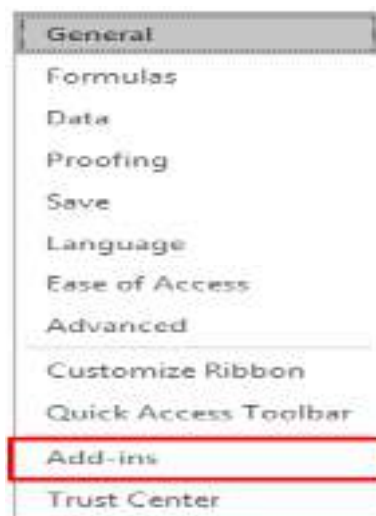 General
Formulas
Data
Proofing
Save
Language
Ease of Access
Advanced
Customize Ribbon
Quick Access Toolbar
Add-ins
Trust Center